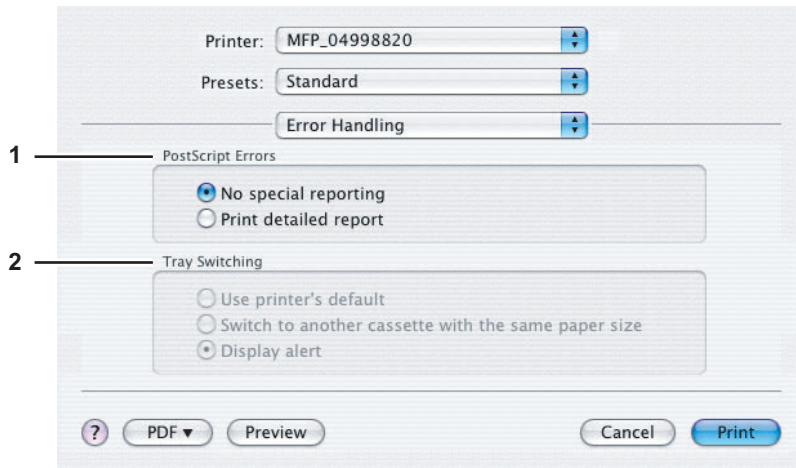 Printer: MFP_04998820
Presets: Standard
Error Handling
1
PostScript Errors
No special reporting
Print detailed report
2
Tray Switching
Use printer's default
Switch to another cassette with the same paper size
Display alert
? PDF ▼ Preview Cancel Print